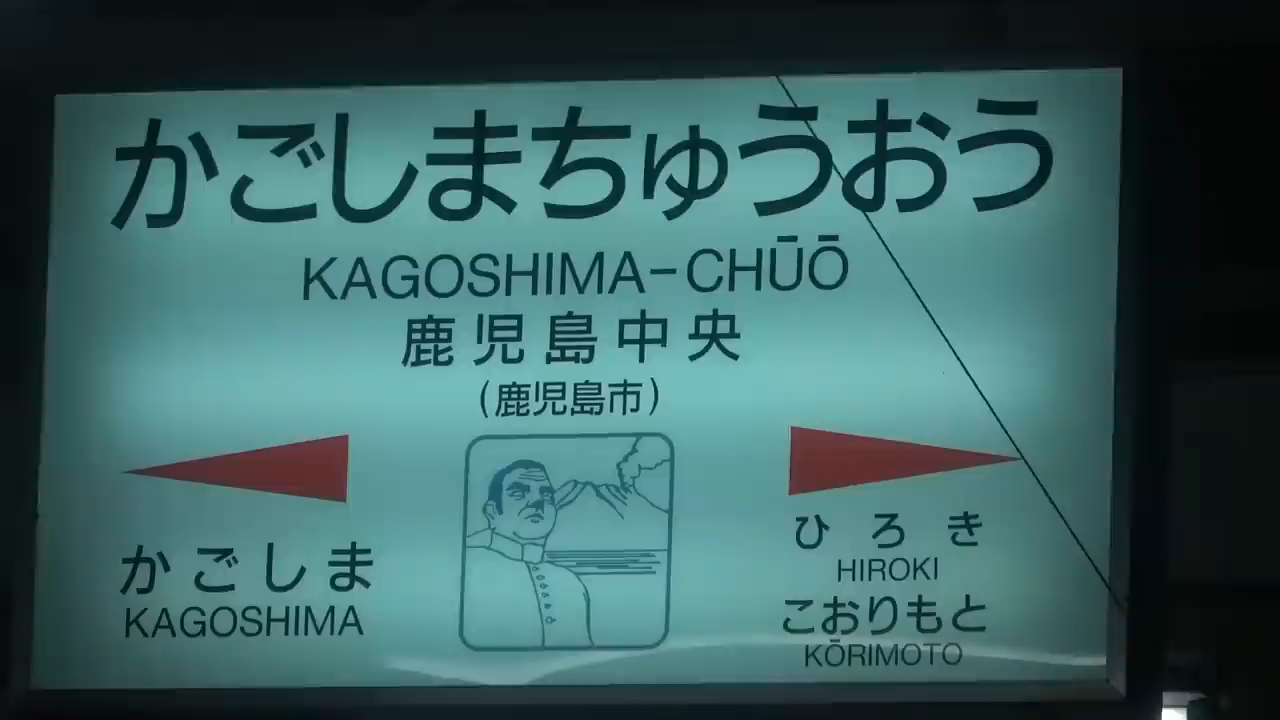 かごしまちゅうおう
KAGOSHIMA-CHŪŌ
鹿児島中央
(鹿児島市)
かごしま
KAGOSHIMA
ひろき
HIROKI
こおりもと
KŌRIMOTO